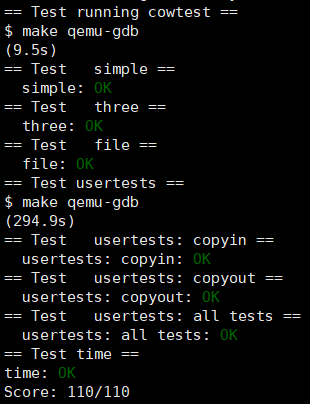 == Test running cowtest ==
$ make qemu-gdb
(9.5s)
== Test   simple ==
  simple: OK
== Test   three ==
  three: OK
== Test   file ==
  file: OK
== Test usertests ==
$ make qemu-gdb
(294.9s)
== Test   usertests: copyin ==
  usertests: copyin: OK
== Test   usertests: copyout ==
  usertests: copyout: OK
== Test   usertests: all tests ==
  usertests: all tests: OK
== Test time ==
time: OK
Score: 110/110